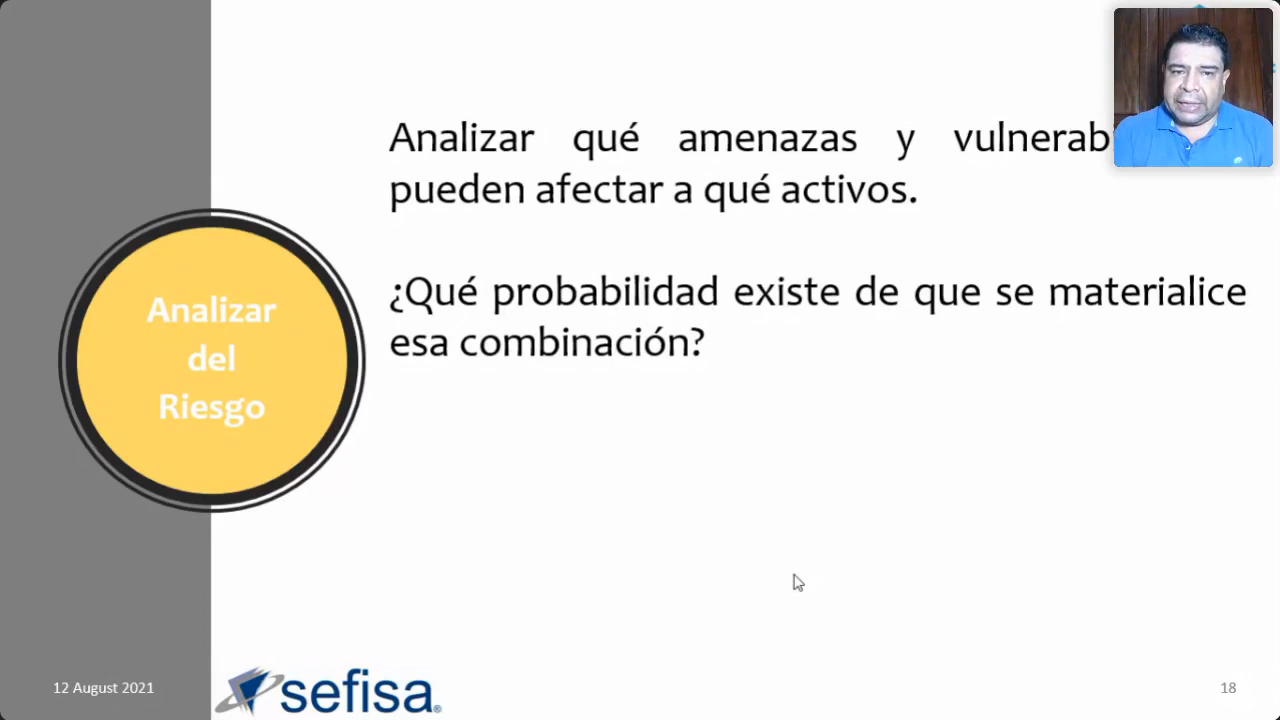 Analizar qué amenazas y vulnerab
pueden afectar a qué activos.
¿Qué probabilidad existe de que se materialice
esa combinación?
Analizar
del
Riesgo
12 August 2021
sefisa®
18